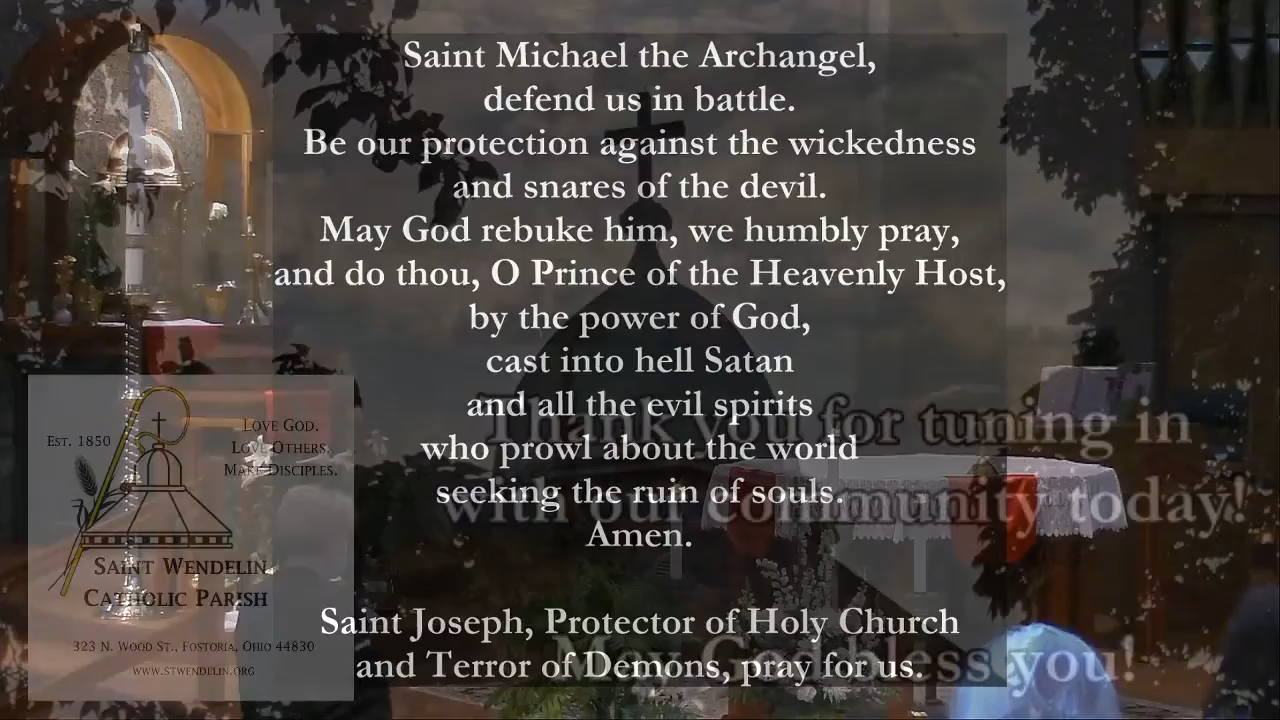 Saint Michael the Archangel,
defend us in battle.
Be our protection against the wickedness
and snares of the devil.
May God rebuke him, we humbly pray,
and do thou, O Prince of the Heavenly Host,
by the power of God,
cast into hell Satan
and all the evil spirits
who prowl about the world
seeking the ruin of souls.
Amen.
Saint Joseph, Protector of Holy Church
and Terror of Demons, pray for us.
Thank you for tuning in
with our community today!
May God bless you!
Est. 1850
Love God.
Love Others.
Make Disciples.
Saint Wendelin
Catholic Parish
323 N. Wood St., Fostoria, Ohio 44830
www.stwendelin.org